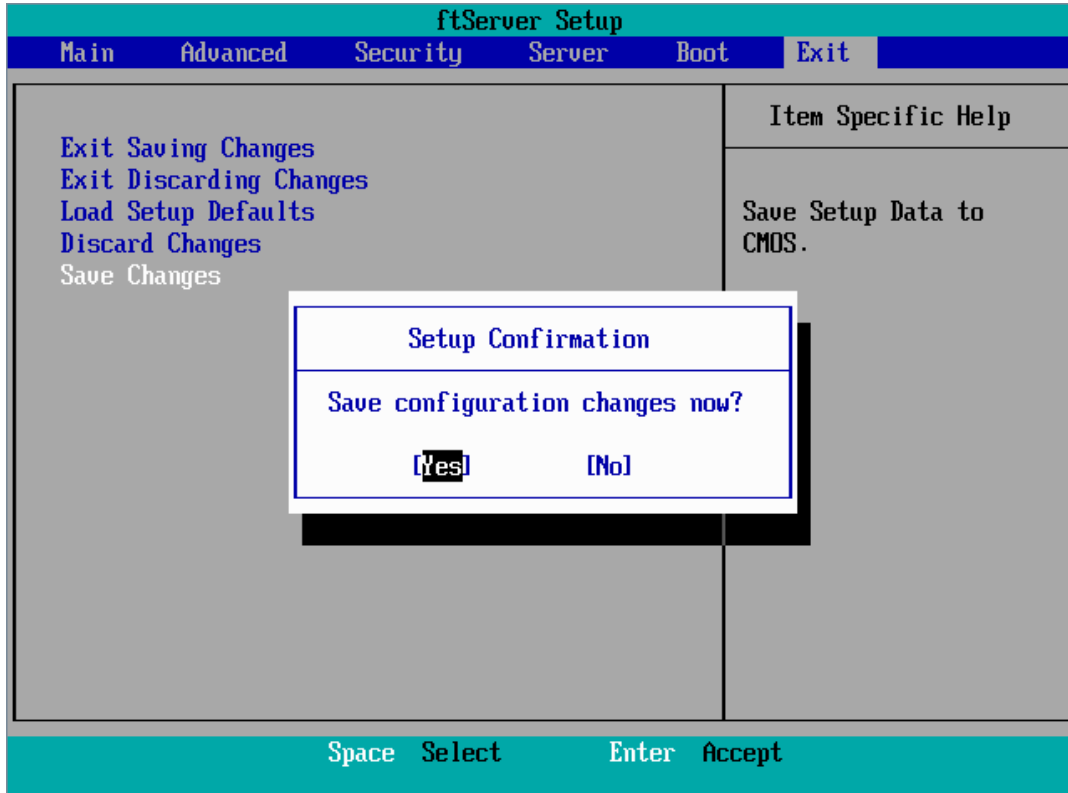 ftServer Setup
Main Advanced Security Server Boot Exit
Exit Saving Changes
Exit Discarding Changes
Load Setup Defaults
Discard Changes
Save Changes
Item Specific Help
Save Setup Data to
CMOS.
Setup Confirmation
Save configuration changes now?
[Yes] [No]
Space Select Enter Accept